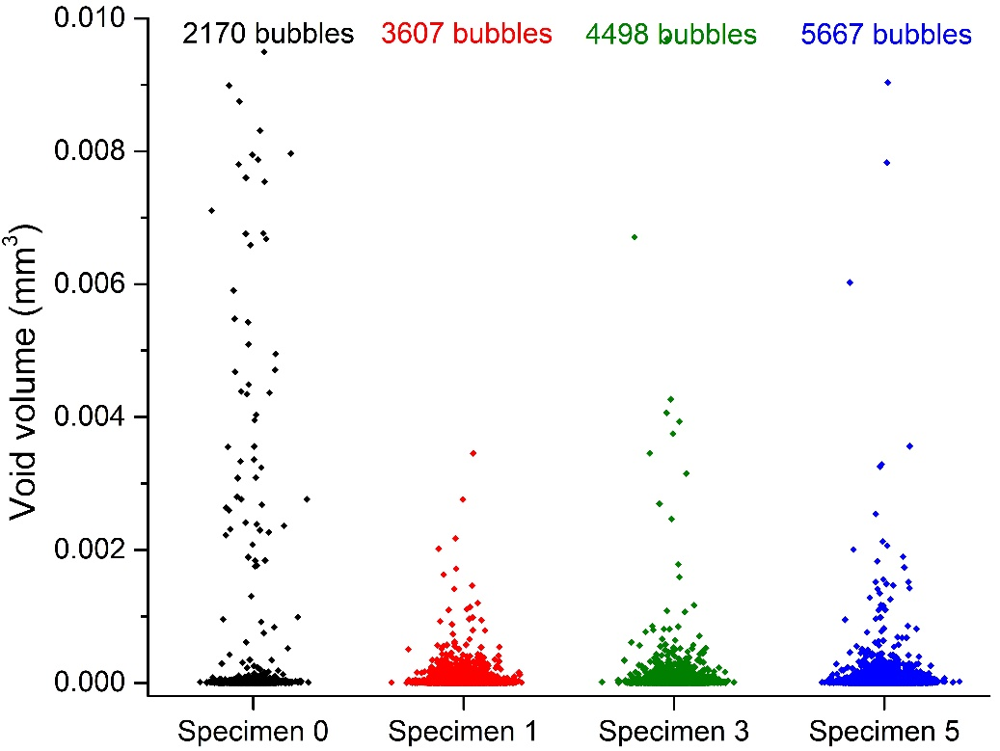 0.010
0.008
0.006
0.004
0.002
0.000
Void volume (mm³)
2170 bubbles
3607 bubbles
4498 bubbles
5667 bubbles
Specimen 0
Specimen 1
Specimen 3
Specimen 5